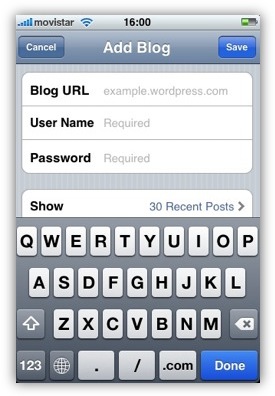 movistar 16:00
Cancel Add Blog Save
Blog URL example.wordpress.com
User Name Required
Password Required
Show 30 Recent Posts
Q W E R T Y U I O P
A S D F G H J K L
Z X C V B N M
123 . / .com Done